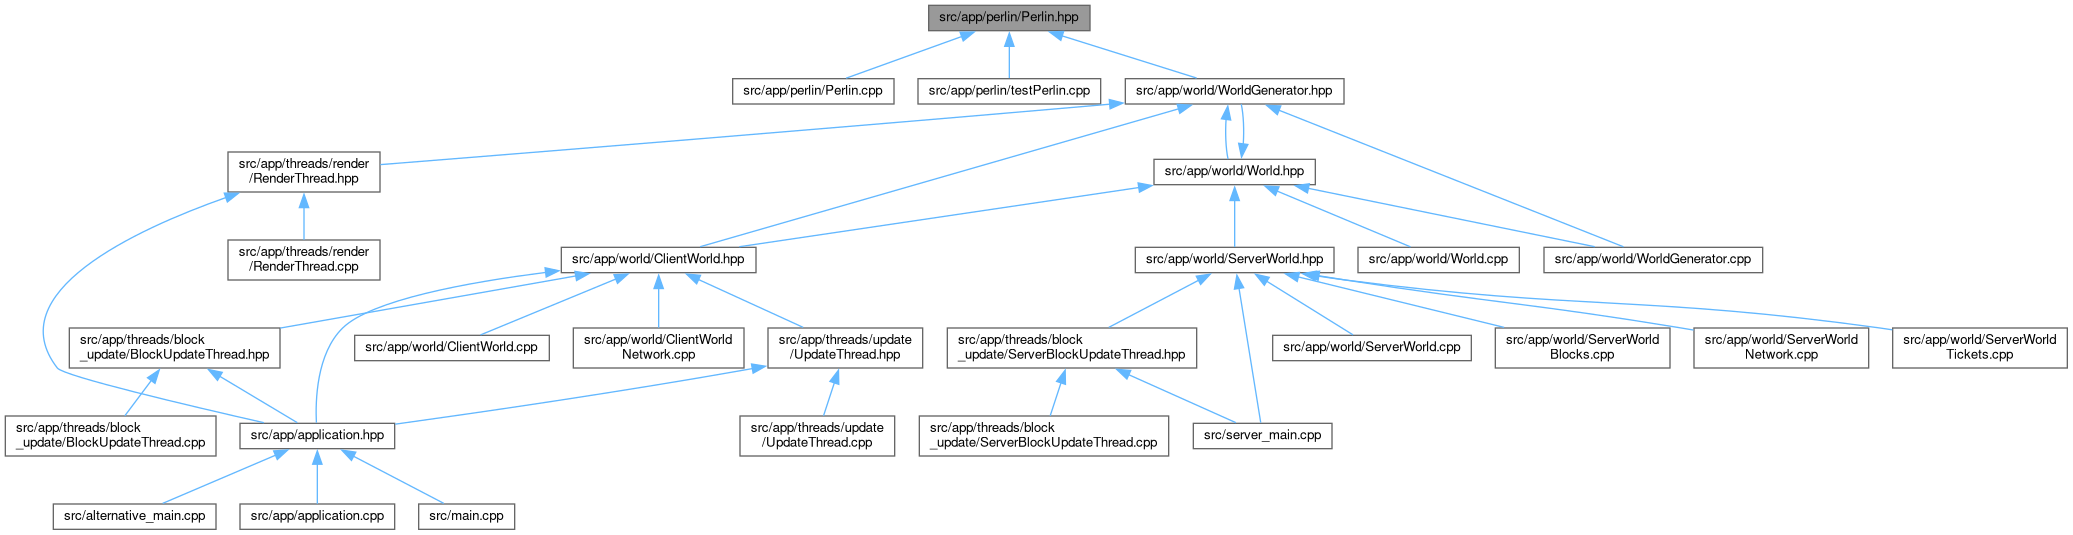 src/app/perlin/Perlin.hpp
src/app/perlin/Perlin.cpp
src/app/perlin/testPerlin.cpp
src/app/world/WorldGenerator.hpp
src/app/threads/render
/RenderThread.hpp
src/app/world/World.hpp
src/app/threads/render
/RenderThread.cpp
src/app/world/ClientWorld.hpp
src/app/world/ServerWorld.hpp
src/app/world/World.cpp
src/app/world/WorldGenerator.cpp
src/app/threads/block
_update/BlockUpdateThread.hpp
src/app/world/ClientWorld.cpp
src/app/world/ClientWorld
Network.cpp
src/app/threads/update
/UpdateThread.hpp
src/app/threads/block
_update/ServerBlockUpdateThread.hpp
src/app/world/ServerWorld.cpp
src/app/world/ServerWorld
Blocks.cpp
src/app/world/ServerWorld
Network.cpp
src/app/world/ServerWorld
Tickets.cpp
src/app/threads/block
_update/BlockUpdateThread.cpp
src/app/application.hpp
src/app/threads/update
/UpdateThread.cpp
src/app/threads/block
_update/ServerBlockUpdateThread.cpp
src/server_main.cpp
src/alternative_main.cpp
src/app/application.cpp
src/main.cpp